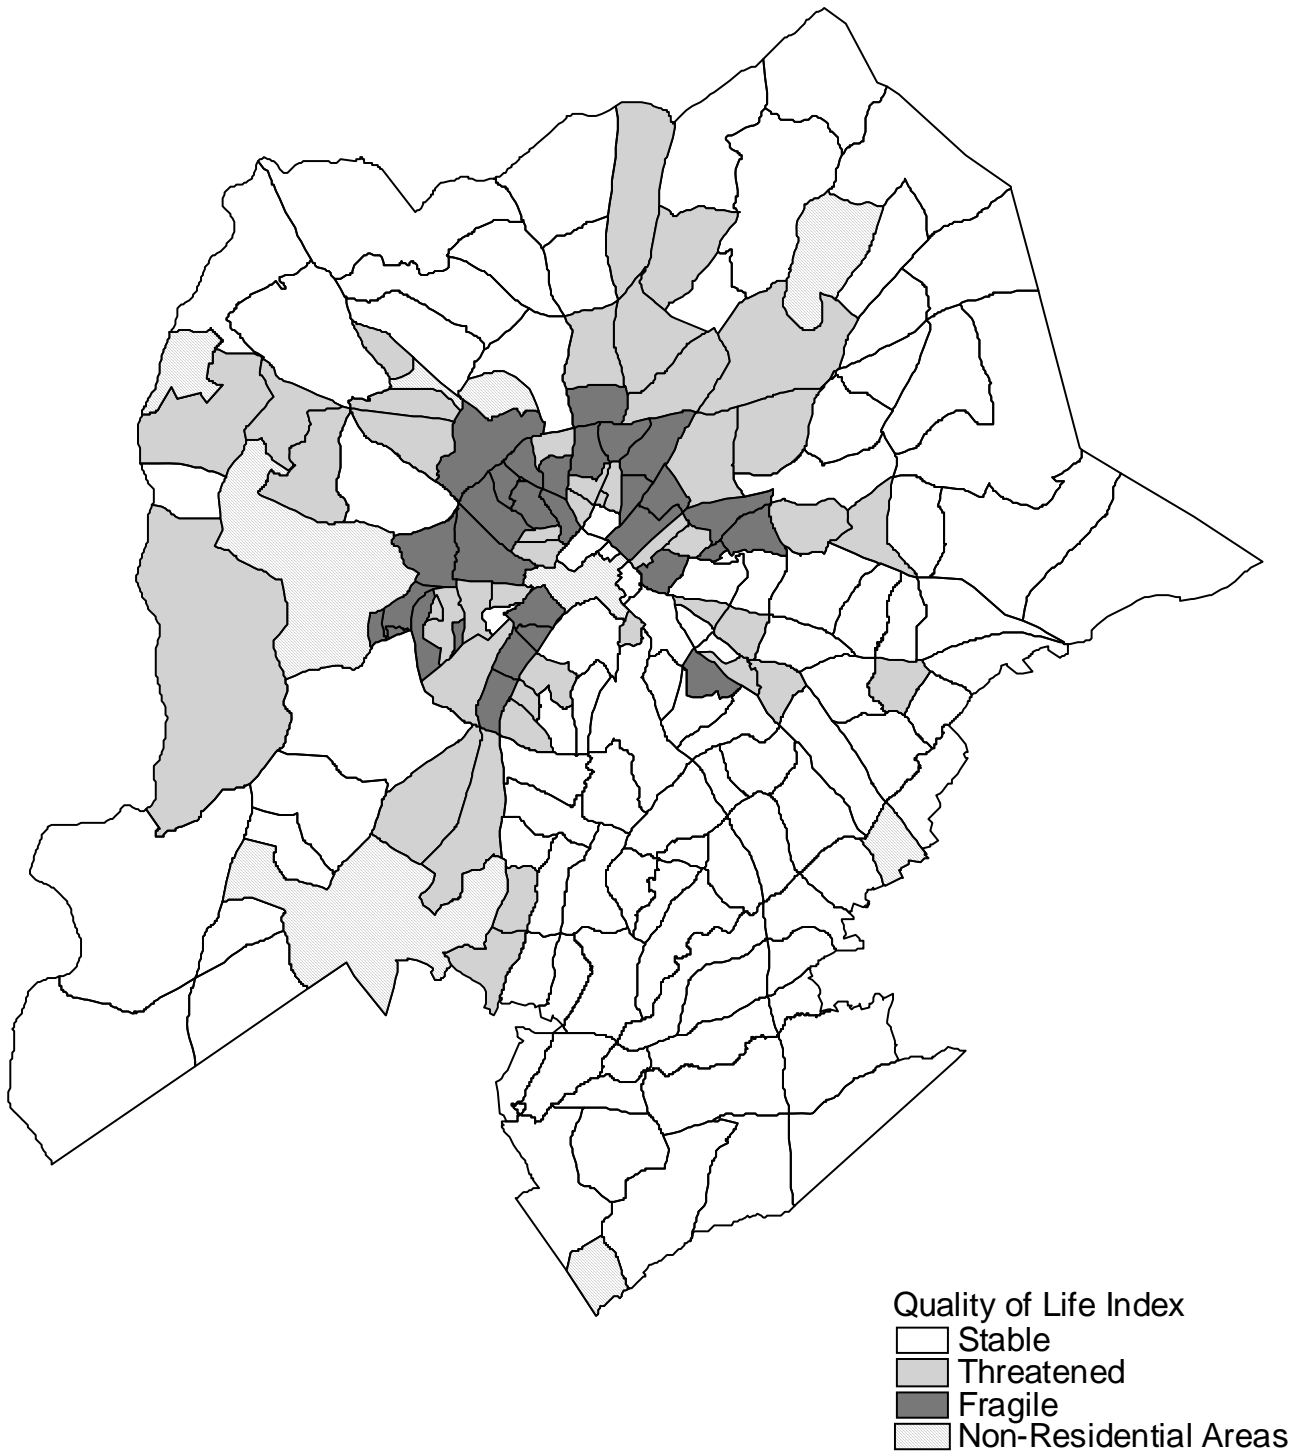 Quality of Life Index
Stable
Threatened
Fragile
Non-Residential Areas